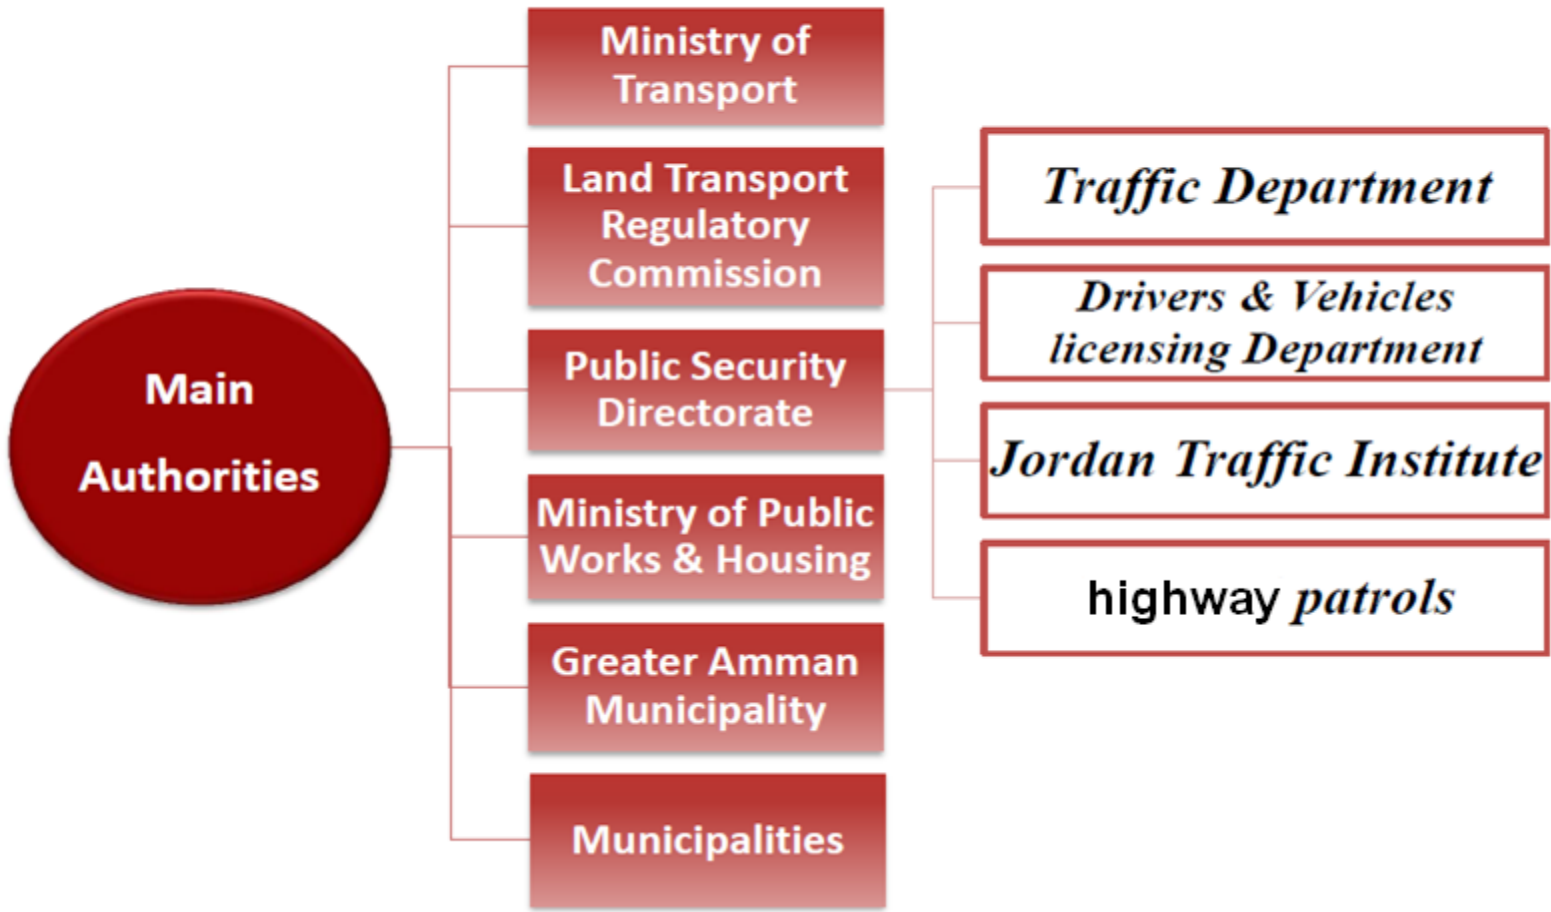 Main
Authorities
Ministry of
Transport
Land Transport
Regulatory
Commission
Public Security
Directorate
Ministry of Public
Works & Housing
Greater Amman
Municipality
Municipalities
Traffic Department
Drivers & Vehicles
licensing Department
Jordan Traffic Institute
highway patrols